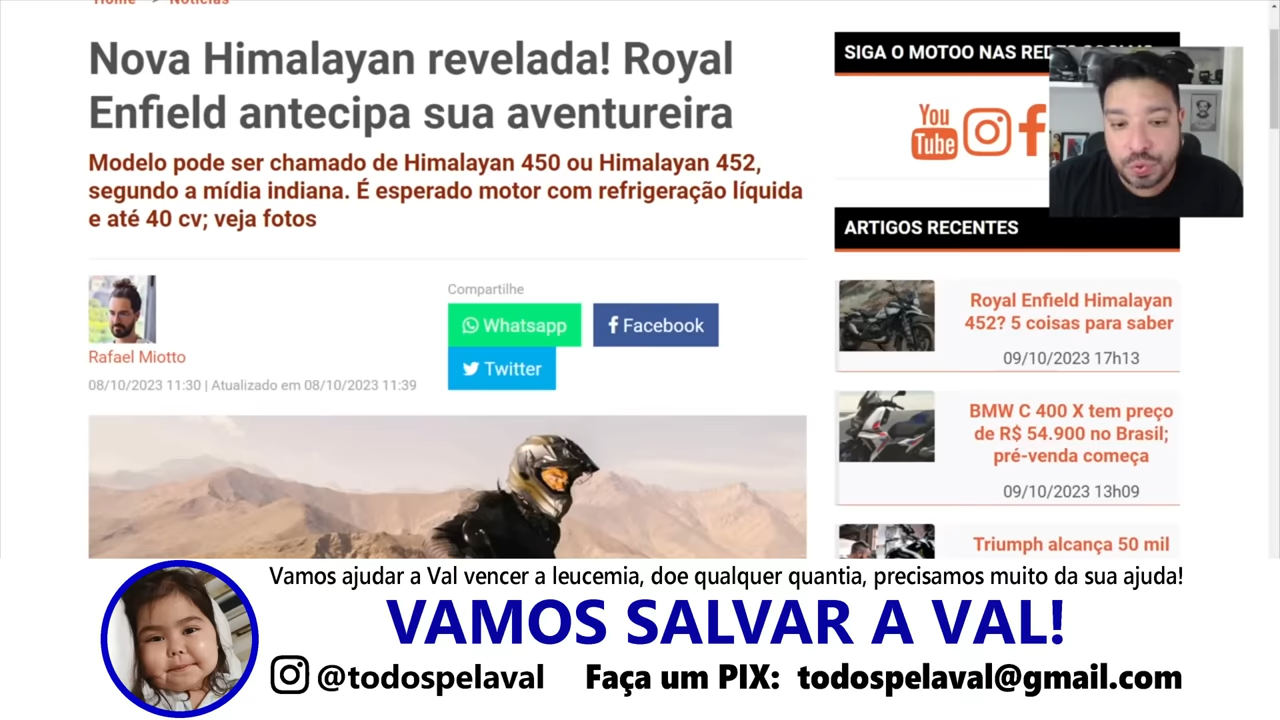 Home > Notícias
Nova Himalayan revelada! Royal
Enfield antecipa sua aventureira
Modelo pode ser chamado de Himalayan 450 ou Himalayan 452,
segundo a mídia indiana. É esperado motor com refrigeração líquida
e até 40 cv; veja fotos
Rafael Miotto
08/10/2023 11:30 | Atualizado em 08/10/2023 11:39
Compartilhe
Whatsapp
Facebook
Twitter
SIGA O MOTOO NAS REDES SOCIAIS
You
Tube
ARTIGOS RECENTES
Royal Enfield Himalayan
452? 5 coisas para saber
09/10/2023 17h13
BMW C 400 X tem preço
de R$ 54.900 no Brasil;
pré-venda começa
09/10/2023 13h09
Triumph alcança 50 mil
Vamos ajudar a Val vencer a leucemia, doe qualquer quantia, precisamos muito da sua ajuda!
VAMOS SALVAR A VAL!
@todospelaval
Faça um PIX: todospelaval@gmail.com